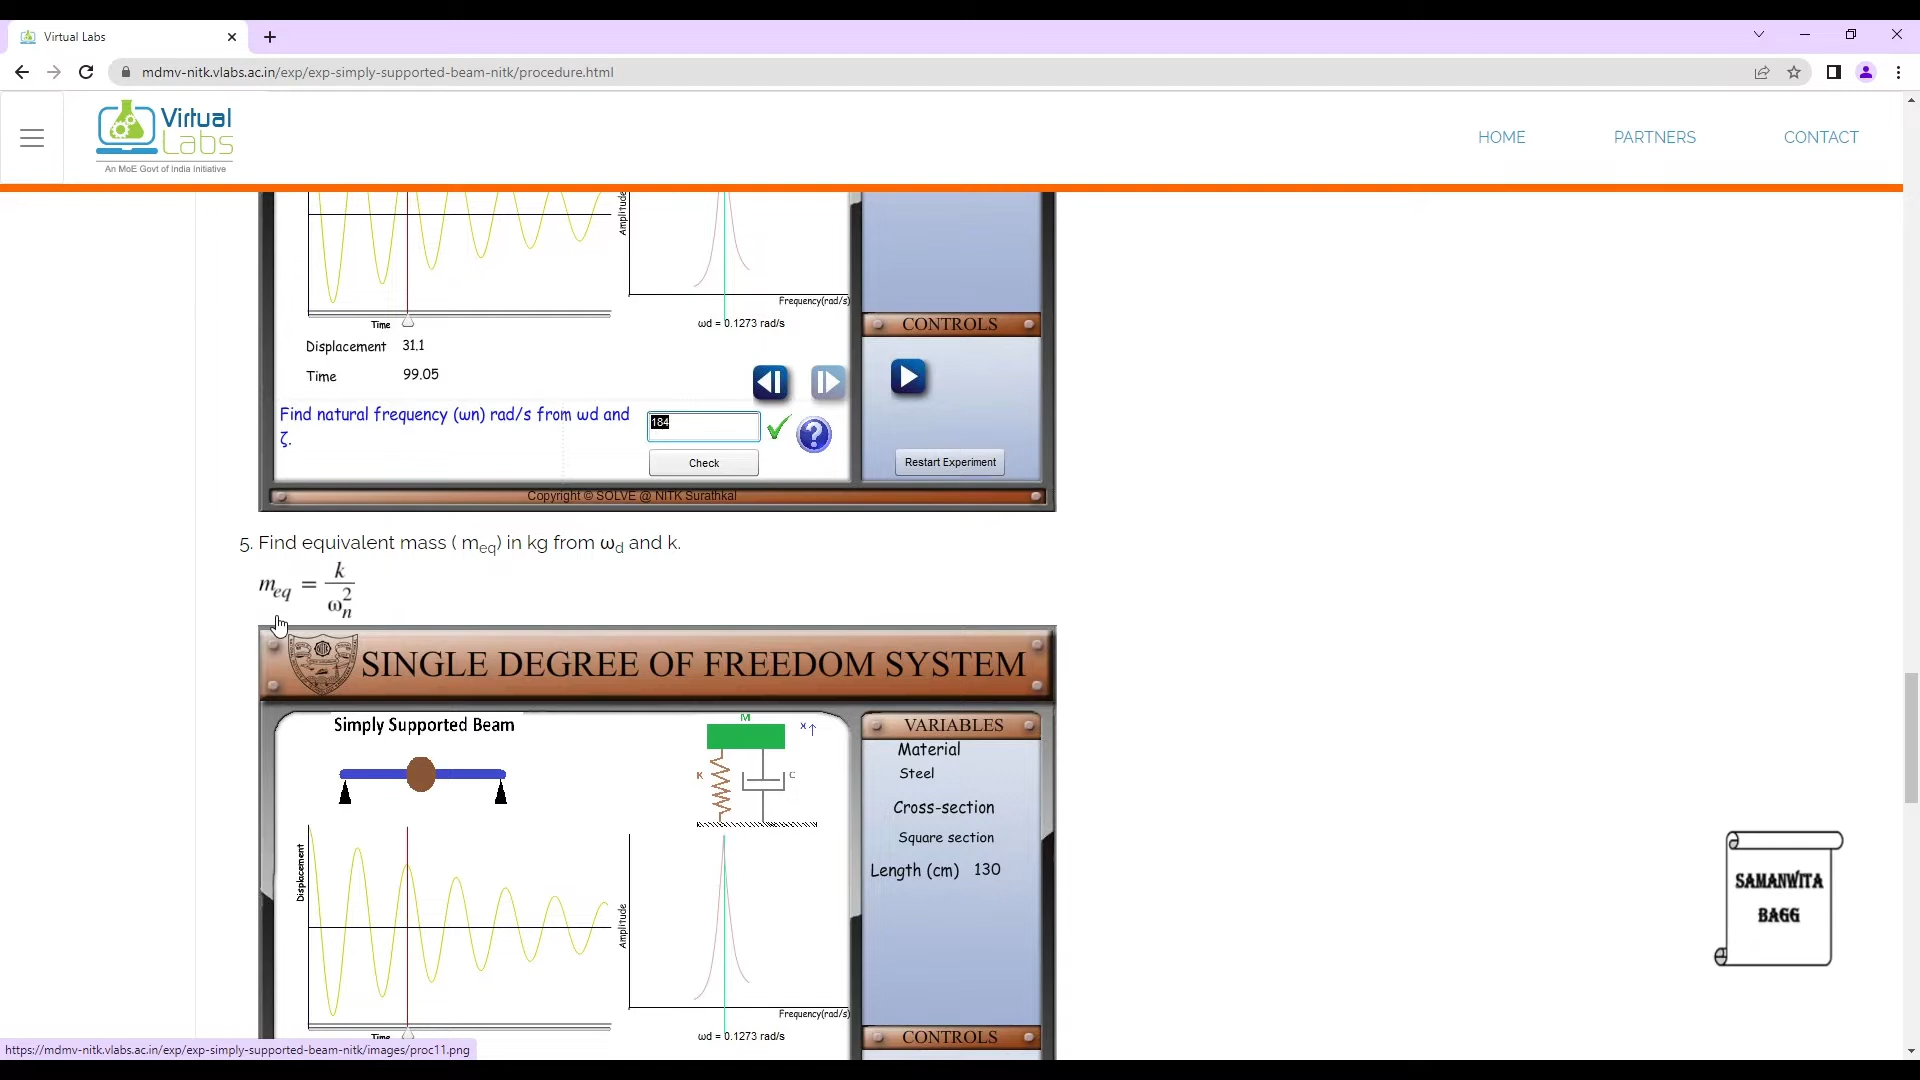 Virtual Labs
mdmv-nitk.vlabs.ac.in/exp/exp-simply-supported-beam-nitk/procedure.html
Virtual
Labs
An MoE Govt of India Initiative
HOME
PARTNERS
CONTACT
Amplitude
Frequency(rad/s)
Time
ωd = 0.1273 rad/s
CONTROLS
Displacement 31.1
Time 99.05
Find natural frequency (ωn) rad/s from ωd and
ζ.
184
?
Check
Restart Experiment
Copyright © SOLVE @ NITK Surathkal
5. Find equivalent mass ( meq) in kg from ωd and k.
meq = k / ωn²
SINGLE DEGREE OF FREEDOM SYSTEM
Simply Supported Beam
M
x↑
K
C
VARIABLES
Material
Steel
Cross-section
Square section
Length (cm) 130
Displacement
Amplitude
Frequency(rad/s)
Time
ωd = 0.1273 rad/s
CONTROLS
SAMANWITA
BAGG
https://mdmv-nitk.vlabs.ac.in/exp/exp-simply-supported-beam-nitk/images/proc11.png